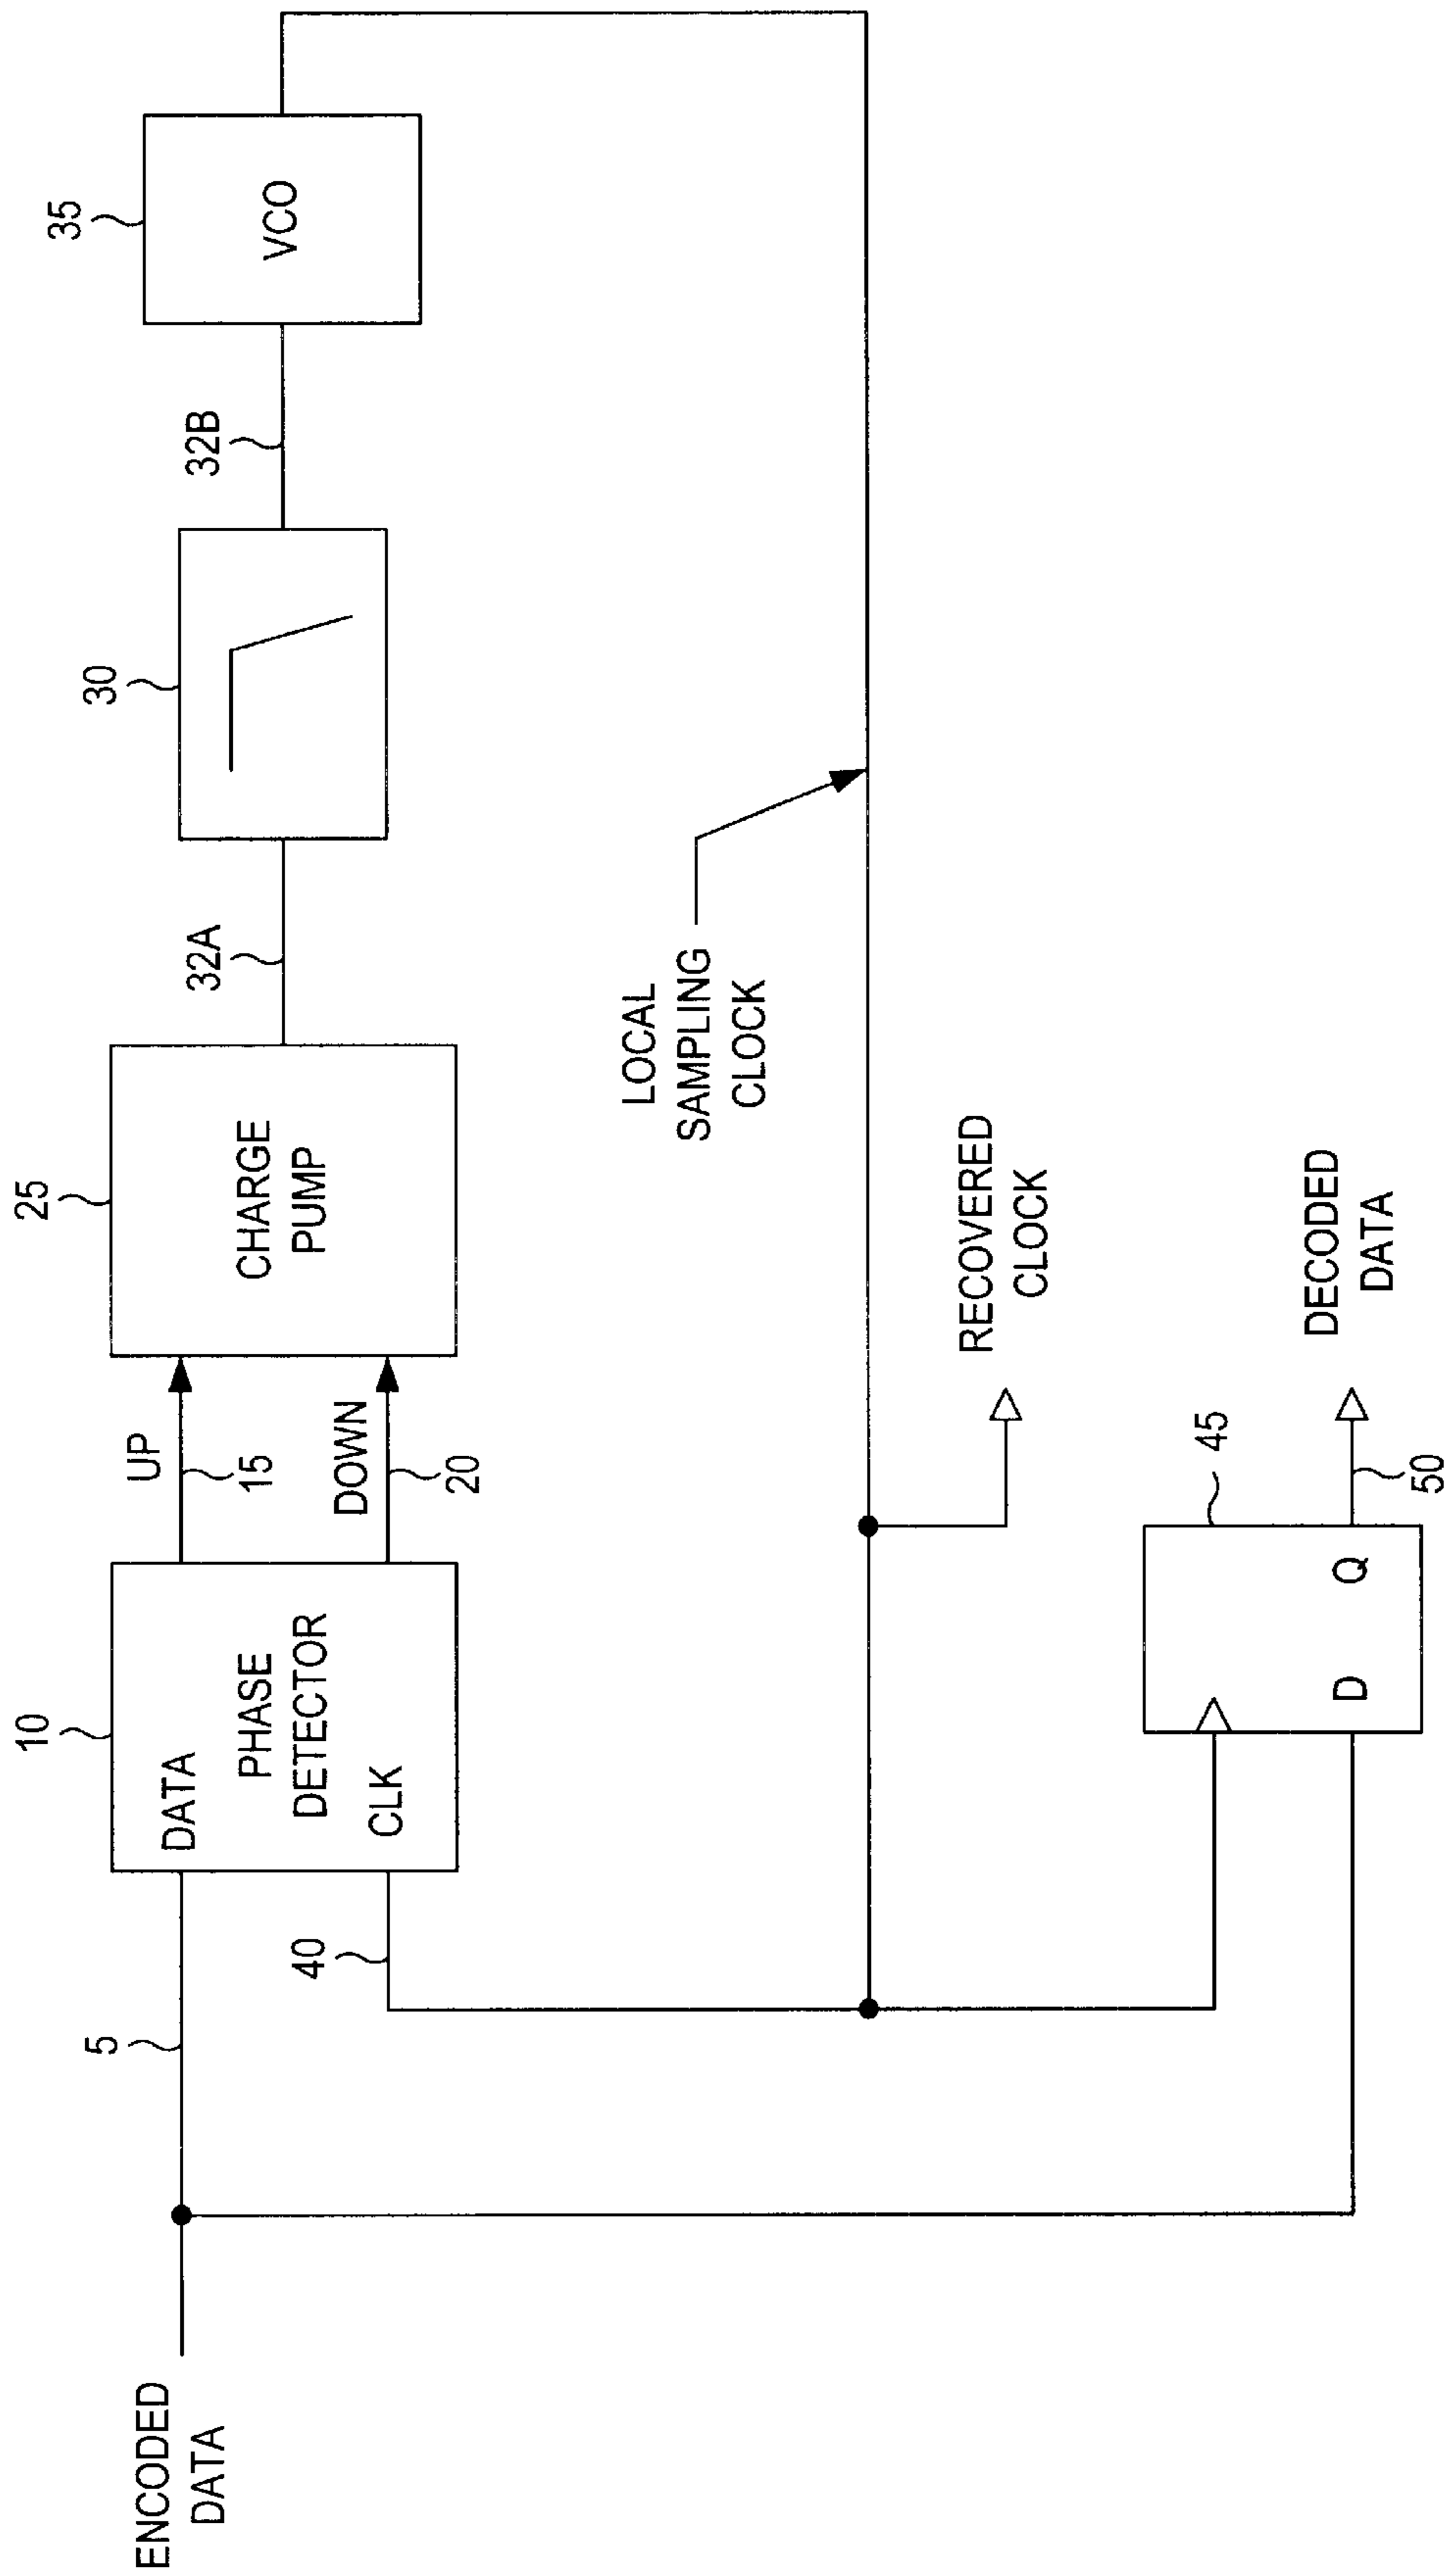 ENCODED
DATA
5
10
DATA
PHASE
DETECTOR
CLK
40
UP
15
DOWN
20
25
CHARGE
PUMP
32A
30
32B
35
VCO
LOCAL
SAMPLING
CLOCK
RECOVERED
CLOCK
45
D Q
50
DECODED
DATA